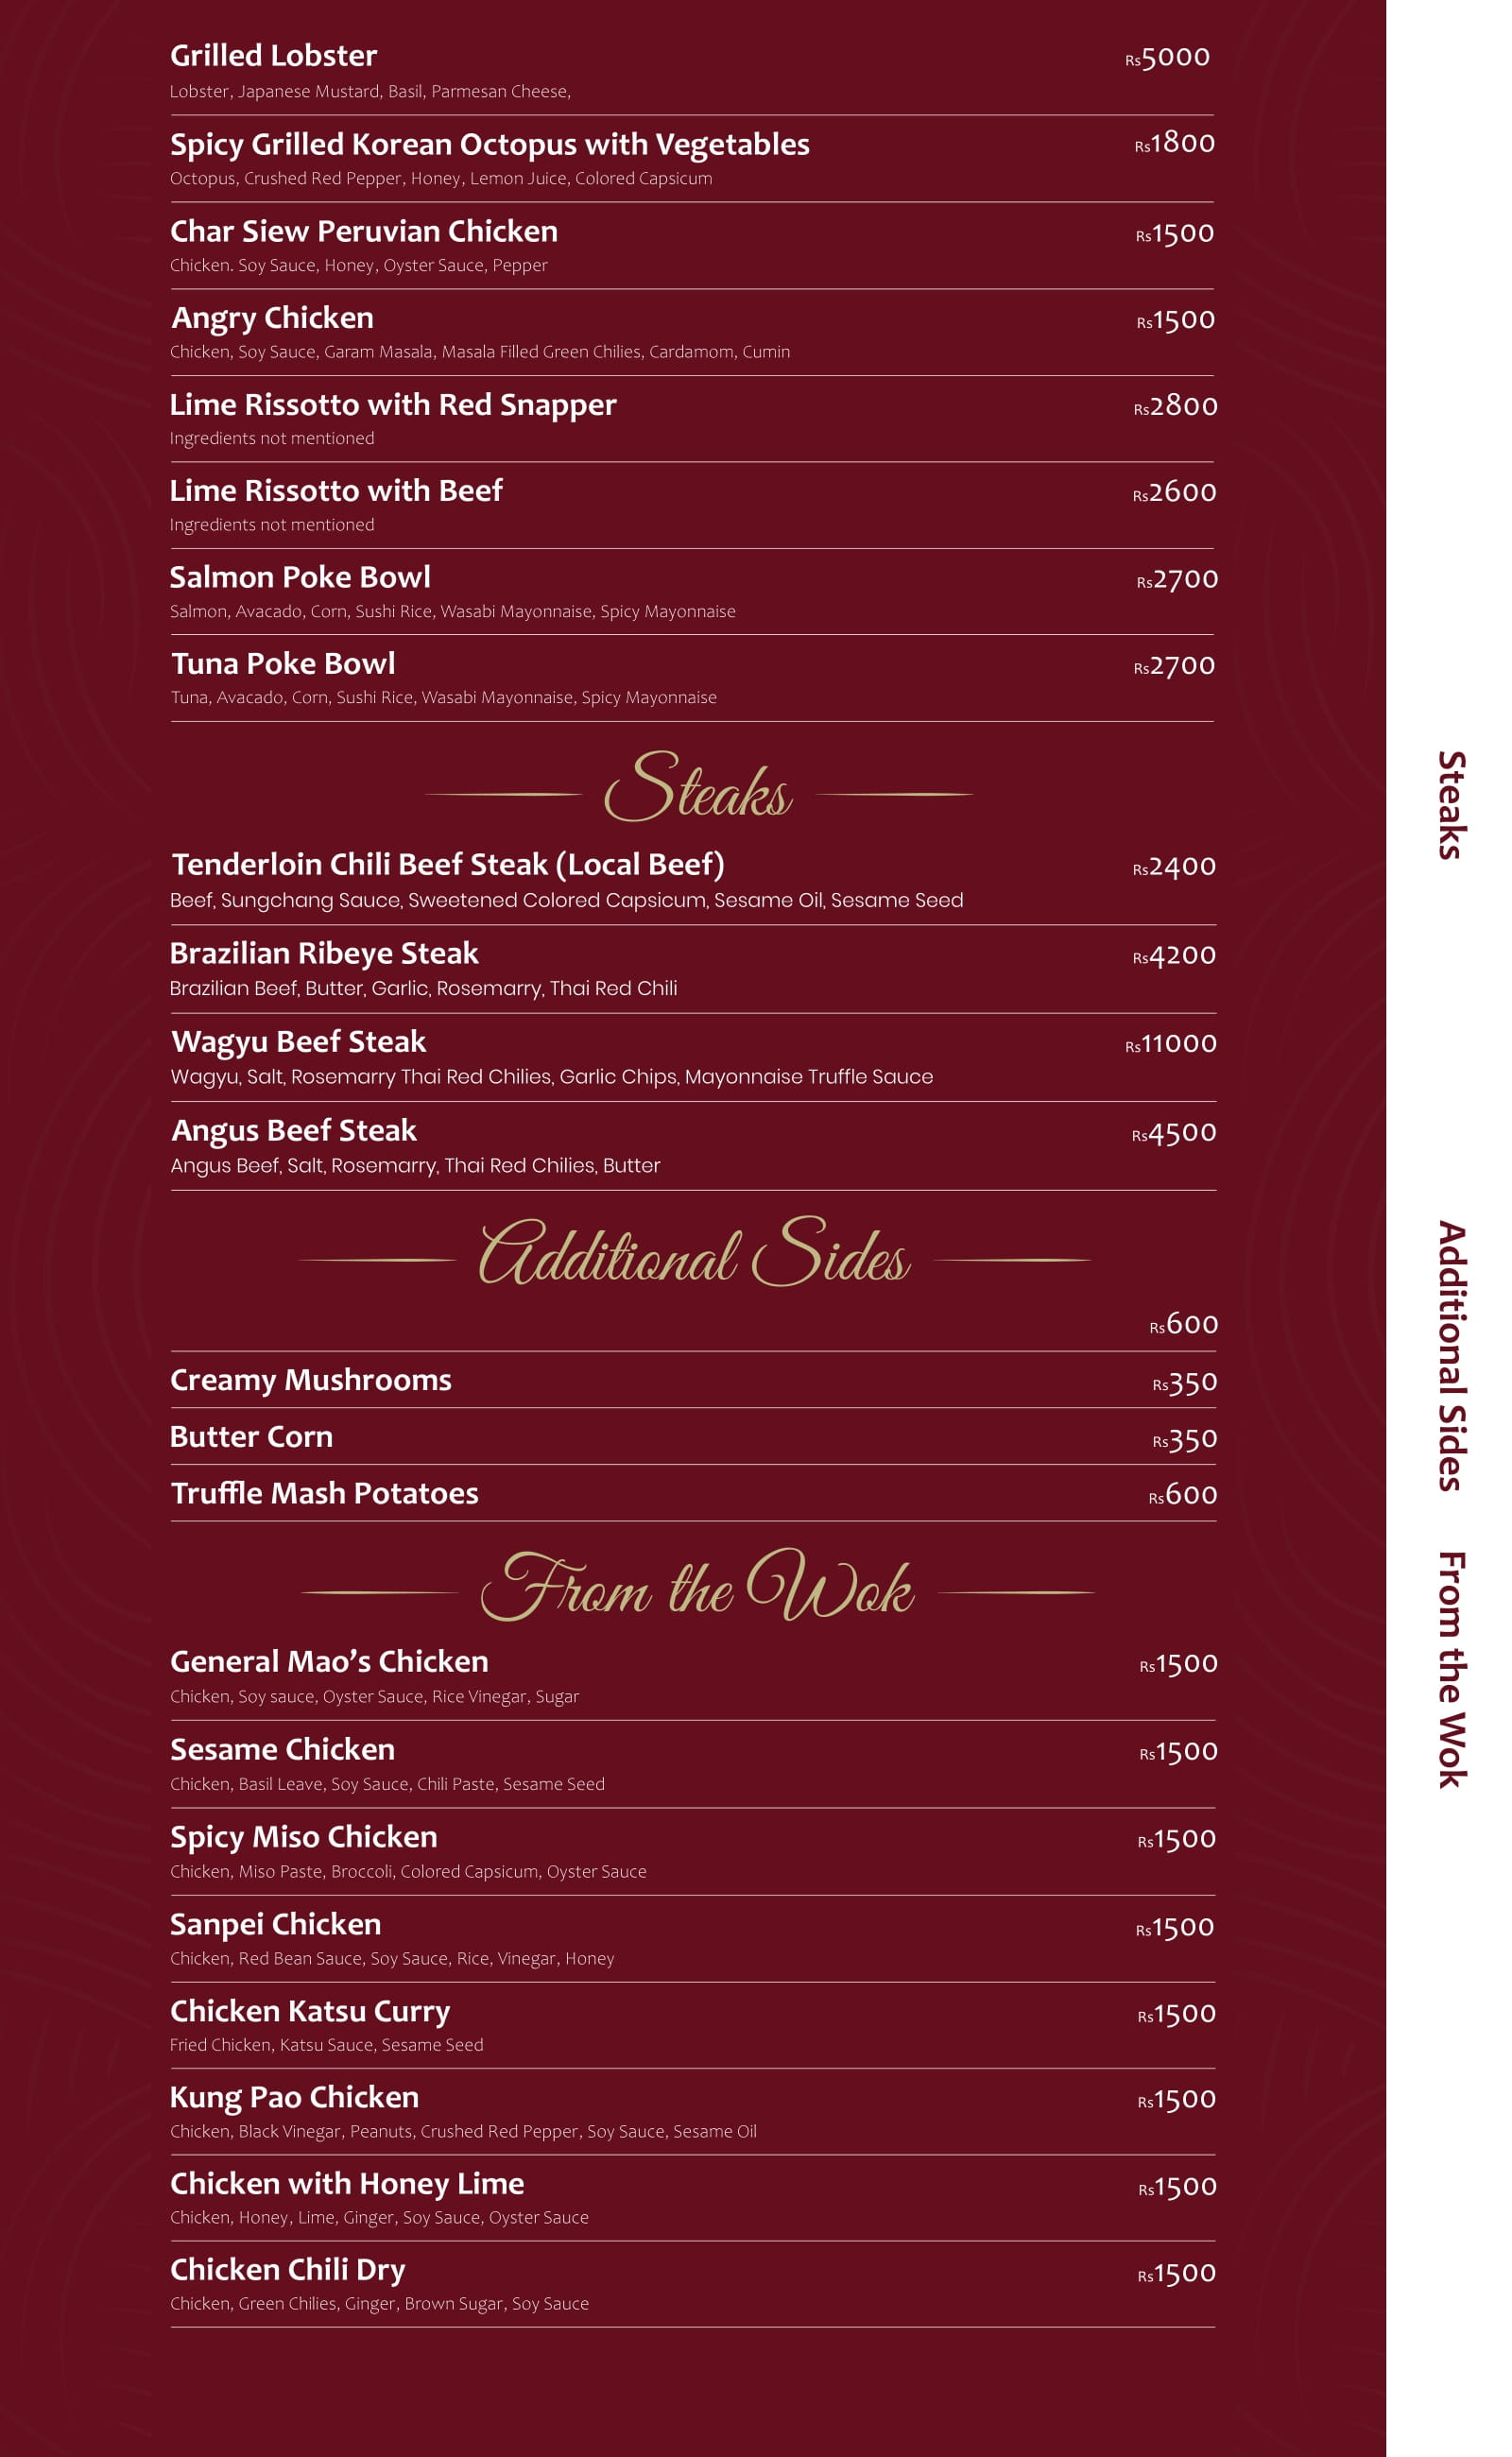 Grilled Lobster Rs5000
Lobster, Japanese Mustard, Basil, Parmesan Cheese,
Spicy Grilled Korean Octopus with Vegetables Rs1800
Octopus, Crushed Red Pepper, Honey, Lemon Juice, Colored Capsicum
Char Siew Peruvian Chicken Rs1500
Chicken. Soy Sauce, Honey, Oyster Sauce, Pepper
Angry Chicken Rs1500
Chicken, Soy Sauce, Garam Masala, Masala Filled Green Chilies, Cardamom, Cumin
Lime Rissotto with Red Snapper Rs2800
Ingredients not mentioned
Lime Rissotto with Beef Rs2600
Ingredients not mentioned
Salmon Poke Bowl Rs2700
Salmon, Avacado, Corn, Sushi Rice, Wasabi Mayonnaise, Spicy Mayonnaise
Tuna Poke Bowl Rs2700
Tuna, Avacado, Corn, Sushi Rice, Wasabi Mayonnaise, Spicy Mayonnaise
Steaks
Tenderloin Chili Beef Steak (Local Beef) Rs2400
Beef, Sungchang Sauce, Sweetened Colored Capsicum, Sesame Oil, Sesame Seed
Brazilian Ribeye Steak Rs4200
Brazilian Beef, Butter, Garlic, Rosemarry, Thai Red Chili
Wagyu Beef Steak Rs11000
Wagyu, Salt, Rosemarry Thai Red Chilies, Garlic Chips, Mayonnaise Truffle Sauce
Angus Beef Steak Rs4500
Angus Beef, Salt, Rosemarry, Thai Red Chilies, Butter
Additional Sides
Rs600
Creamy Mushrooms Rs350
Butter Corn Rs350
Truffle Mash Potatoes Rs600
From the Wok
General Mao’s Chicken Rs1500
Chicken, Soy sauce, Oyster Sauce, Rice Vinegar, Sugar
Sesame Chicken Rs1500
Chicken, Basil Leave, Soy Sauce, Chili Paste, Sesame Seed
Spicy Miso Chicken Rs1500
Chicken, Miso Paste, Broccoli, Colored Capsicum, Oyster Sauce
Sanpei Chicken Rs1500
Chicken, Red Bean Sauce, Soy Sauce, Rice, Vinegar, Honey
Chicken Katsu Curry Rs1500
Fried Chicken, Katsu Sauce, Sesame Seed
Kung Pao Chicken Rs1500
Chicken, Black Vinegar, Peanuts, Crushed Red Pepper, Soy Sauce, Sesame Oil
Chicken with Honey Lime Rs1500
Chicken, Honey, Lime, Ginger, Soy Sauce, Oyster Sauce
Chicken Chili Dry Rs1500
Chicken, Green Chilies, Ginger, Brown Sugar, Soy Sauce
Steaks
Additional Sides
From the Wok